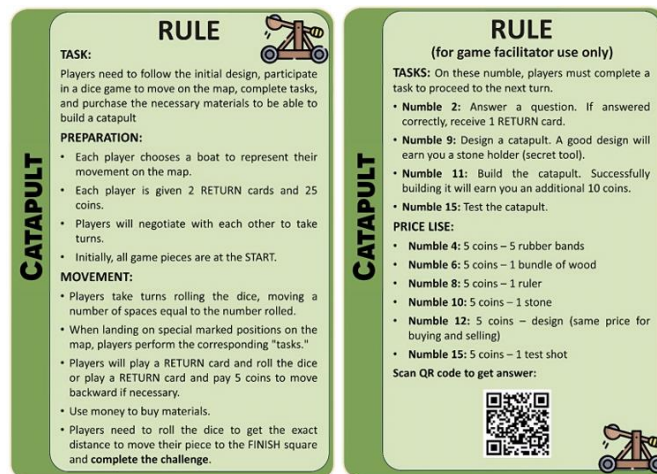 CATAPULT
RULE
TASK:
Players need to follow the initial design, participate
in a dice game to move on the map, complete tasks,
and purchase the necessary materials to be able to
build a catapult
PREPARATION:
• Each player chooses a boat to represent their
movement on the map.
• Each player is given 2 RETURN cards and 25
coins.
• Players will negotiate with each other to take
turns.
• Initially, all game pieces are at the START.
MOVEMENT:
• Players take turns rolling the dice, moving a
number of spaces equal to the number rolled.
• When landing on special marked positions on the
map, players perform the corresponding "tasks."
• Players will play a RETURN card and roll the dice
or play a RETURN card and pay 5 coins to move
backward if necessary.
• Use money to buy materials.
• Players need to roll the dice to get the exact
distance to move their piece to the FINISH square
and complete the challenge.
CATAPULT
RULE
(for game facilitator use only)
TASKS: On these numble, players must complete a
task to proceed to the next turn.
• Numble 2: Answer a question. If answered
correctly, receive 1 RETURN card.
• Numble 9: Design a catapult. A good design will
earn you a stone holder (secret tool).
• Numble 11: Build the catapult. Successfully
building it will earn you an additional 10 coins.
• Numble 15: Test the catapult.
PRICE LISE:
• Numble 4: 5 coins – 5 rubber bands
• Numble 6: 5 coins – 1 bundle of wood
• Numble 8: 5 coins – 1 ruler
• Numble 10: 5 coins – 1 stone
• Numble 12: 5 coins – design (same price for
buying and selling)
• Numble 15: 5 coins – 1 test shot
Scan QR code to get answer: